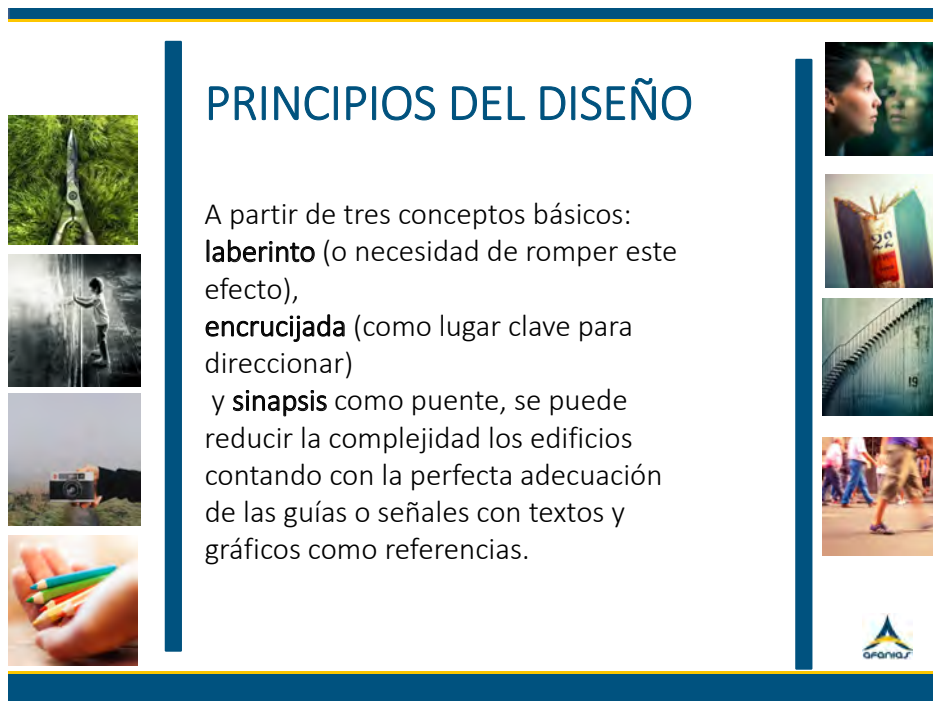 PRINCIPIOS DEL DISEÑO
A partir de tres conceptos básicos:
laberinto (o necesidad de romper este
efecto),
encrucijada (como lugar clave para
direccionar)
y sinapsis como puente, se puede
reducir la complejidad los edificios
contando con la perfecta adecuación
de las guías o señales con textos y
gráficos como referencias.
22
19
afanias